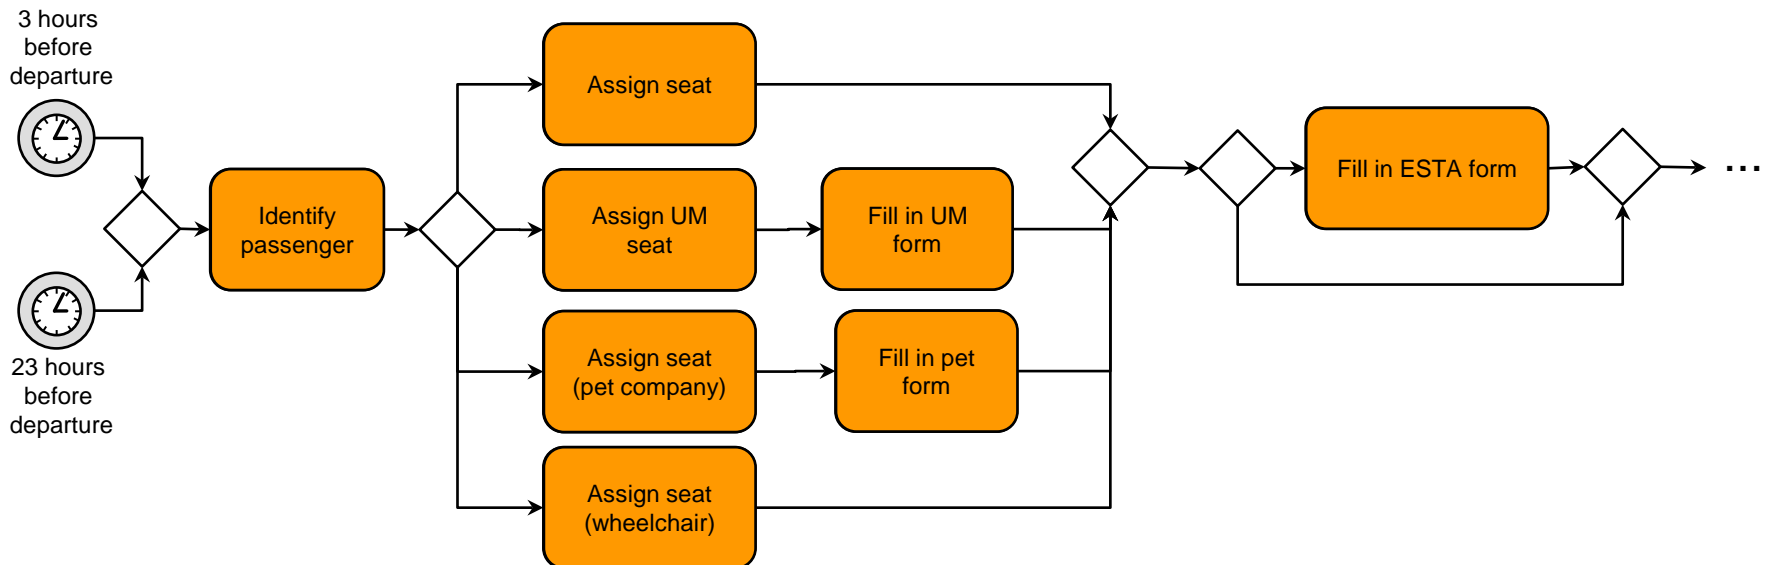 3 hours
before
departure
23 hours
before
departure
Identify
passenger
Assign seat
Assign UM
seat
Fill in UM
form
Assign seat
(pet company)
Fill in pet
form
Assign seat
(wheelchair)
Fill in ESTA form
...